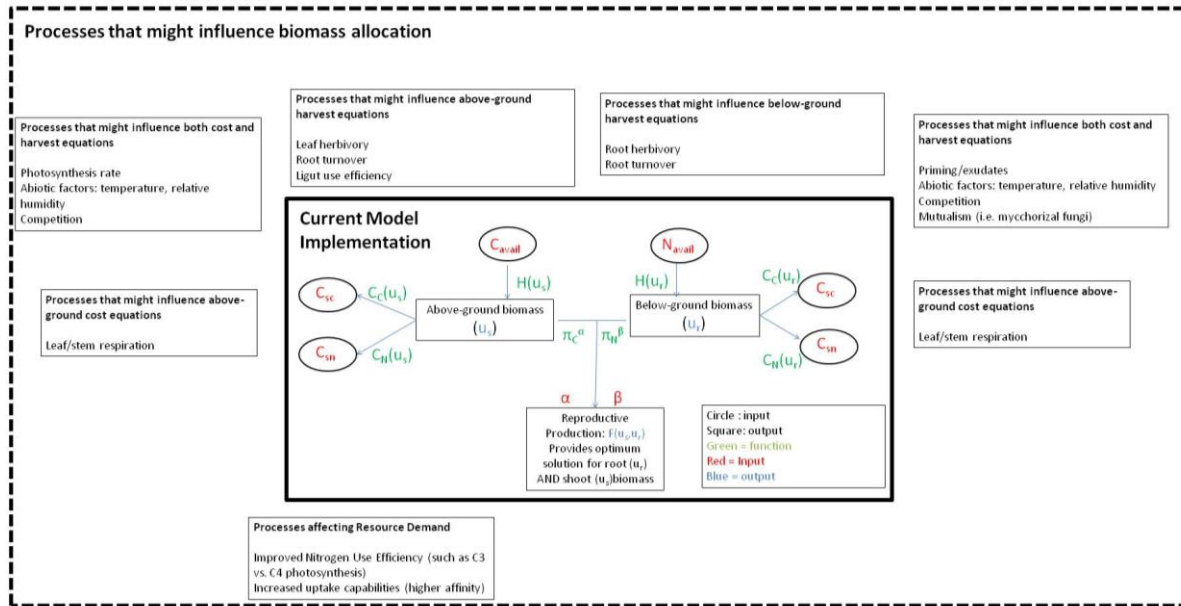 Processes that might influence biomass allocation
Processes that might influence above-ground
harvest equations
Leaf herbivory
Root turnover
Ligut use efficiency
Processes that might influence below-ground
harvest equations
Root herbivory
Root turnover
Processes that might influence both cost and
harvest equations
Photosynthesis rate
Abiotic factors: temperature, relative
humidity
Competition
Processes that might influence both cost and
harvest equations
Priming/exudates
Abiotic factors: temperature, relative humidity
Competition
Mutualism (i.e. mycchorizal fungi)
Processes that might influence above-
ground cost equations
Leaf/stem respiration
Current Model
Implementation
C_avail
N_avail
H(u_s)
H(u_r)
C_sc
C_C(u_s)
Above-ground biomass
(u_s)
C_sn
C_N(u_s)
Below-ground biomass
(u_r)
C_C(u_r)
C_sc
C_N(u_r)
C_sn
π_C^α
π_N^β
α
β
Reproductive
Production: F(u_s,u_r)
Provides optimum
solution for root (u_r)
AND shoot (u_s)biomass
Circle : input
Square: output
Green = function
Red = Input
Blue = output
Processes that might influence above-
ground cost equations
Leaf/stem respiration
Processes affecting Resource Demand
Improved Nitrogen Use Efficiency (such as C3
vs. C4 photosynthesis)
Increased uptake capabilities (higher affinity)